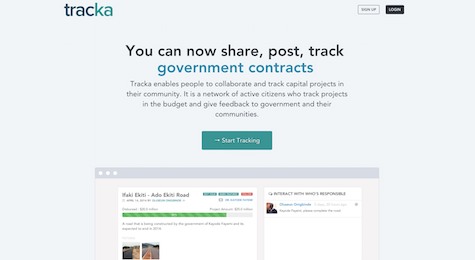 tracka
SIGN UP
LOGIN
You can now share, post, track
government contracts
Tracka enables people to collaborate and track capital projects in
their community. It is a network of active citizens who track projects
in the budget and give feedback to government and their
communities.
→ Start Tracking
Ifaki Ekiti - Ado Ekiti Road
INTERACT WITH WHO'S RESPONSIBLE